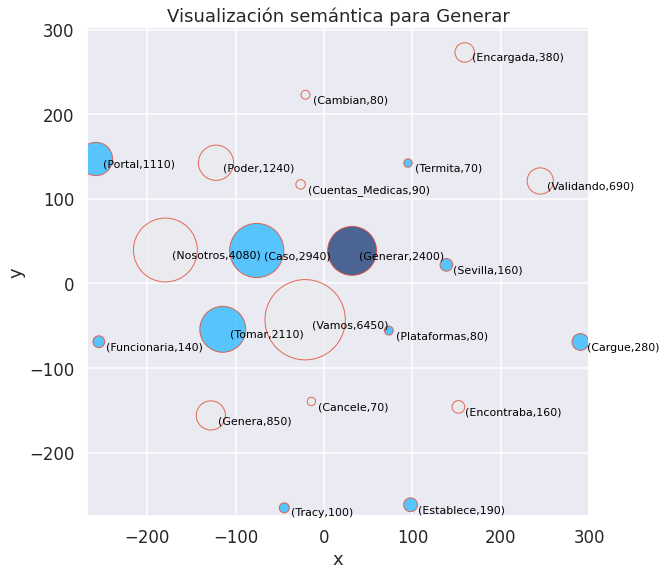 Visualización semántica para Generar
300
(Encargada,380)
(Cambian,80)
200
(Portal,1110)
(Poder,1240)
(Termita,70)
(Cuentas_Medicas,90)
(Validando,690)
100
(Nosotros,4080)
(Caso,2940)
(Generar,2400)
(Sevilla,160)
y
0
(Vamos,6450)
(Tomar,2110)
(Plataformas,80)
(Funcionaria,140)
(Cargue,280)
−100
(Genera,850)
(Cancele,70)
(Encontraba,160)
−200
(Tracy,100)
(Establece,190)
−200
−100
0
100
200
300
x